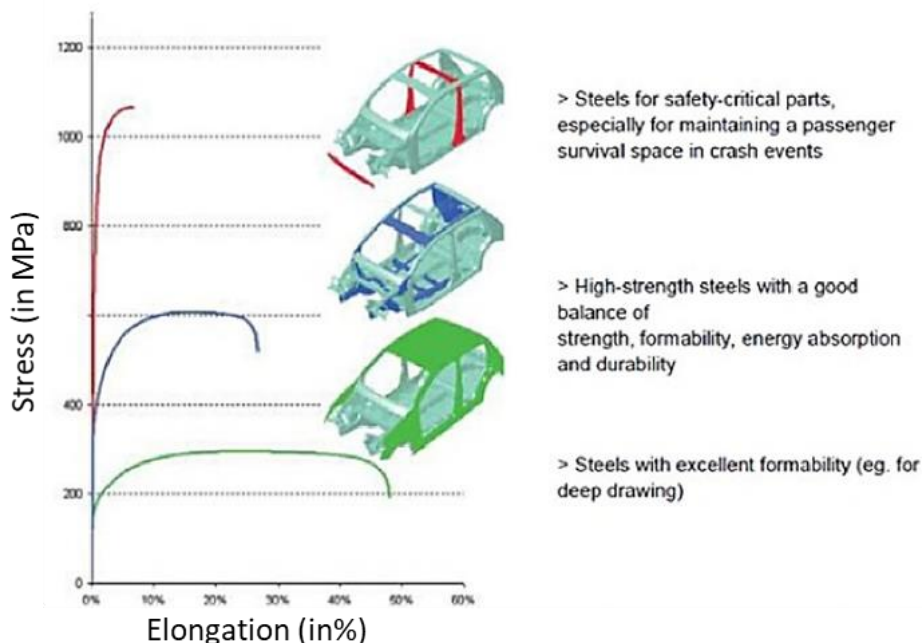 1200
1000
800
400
200
0
0%
10%
20%
30%
40%
50%
60%
Stress (in MPa)
Elongation (in%)
> Steels for safety-critical parts,
especially for maintaining a passenger
survival space in crash events
> High-strength steels with a good
balance of
strength, formability, energy absorption
and durability
> Steels with excellent formability (eg. for
deep drawing)